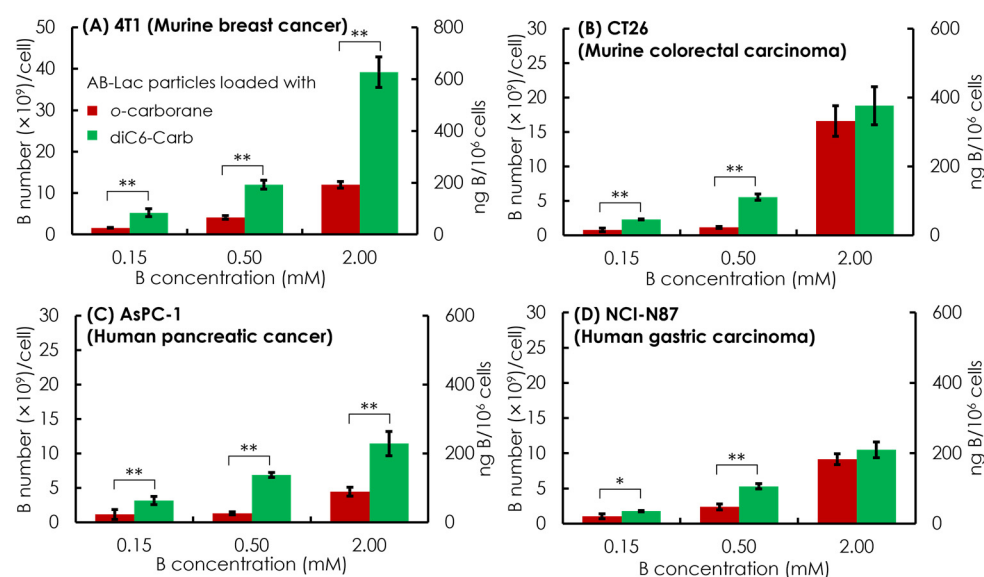 (A) 4T1 (Murine breast cancer)
AB-Lac particles loaded with
o-carborane
diC6-Carb
B number (×10⁹)/cell)
50
40
30
20
10
0
** ** **
800
600
400
200
0
ng B/10⁶ cells
0.15 0.50 2.00
B concentration (mM)
(B) CT26
(Murine colorectal carcinoma)
B number (×10⁹)/cell)
30
25
20
15
10
5
0
** **
600
400
200
0
ng B/10⁶ cells
0.15 0.50 2.00
B concentration (mM)
(C) AsPC-1
(Human pancreatic cancer)
B number (×10⁹)/cell)
30
25
20
15
10
5
0
** ** **
600
400
200
0
ng B/10⁶ cells
0.15 0.50 2.00
B concentration (mM)
(D) NCI-N87
(Human gastric carcinoma)
B number (×10⁹)/cell)
30
25
20
15
10
5
0
* **
600
400
200
0
ng B/10⁶ cells
0.15 0.50 2.00
B concentration (mM)